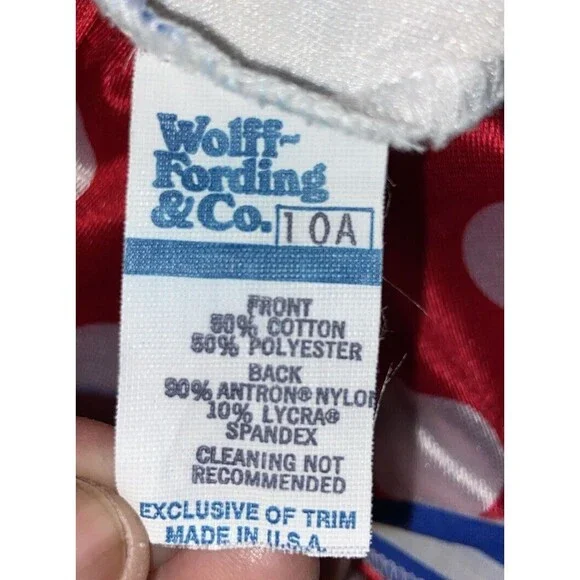 Wolff-
Fording
& Co. 10A
FRONT
50% COTTON
50% POLYESTER
BACK
90% ANTRON® NYLON
10% LYCRA®
SPANDEX
CLEANING NOT
RECOMMENDED
EXCLUSIVE OF TRIM
MADE IN U.S.A.